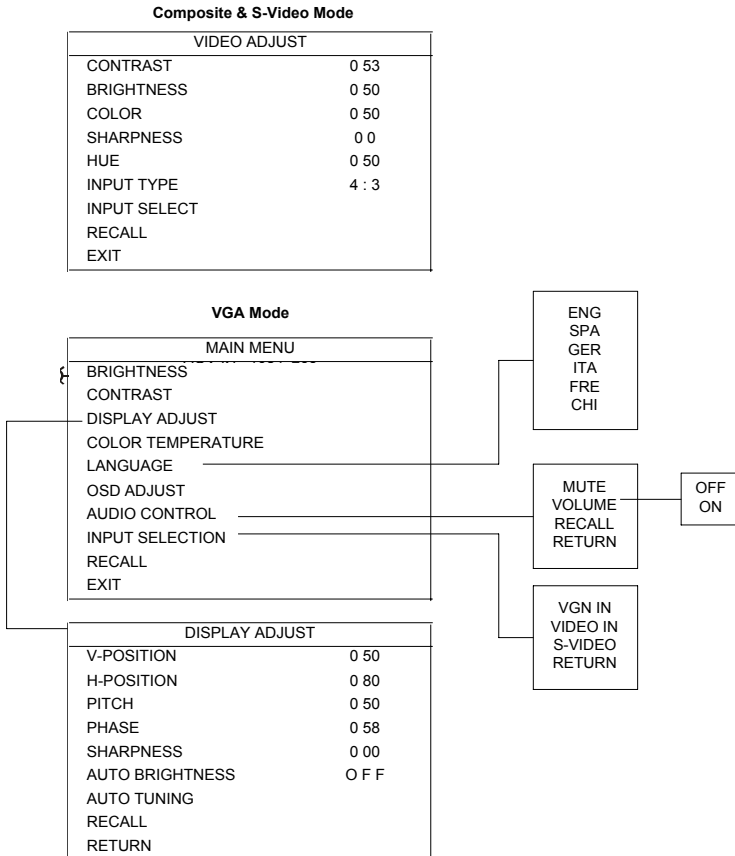 Composite & S-Video Mode
VIDEO ADJUST
CONTRAST 0 53
BRIGHTNESS 0 50
COLOR 0 50
SHARPNESS 0 0
HUE 0 50
INPUT TYPE 4 : 3
INPUT SELECT
RECALL
EXIT
VGA Mode
MAIN MENU
BRIGHTNESS
CONTRAST
DISPLAY ADJUST
COLOR TEMPERATURE
LANGUAGE
OSD ADJUST
AUDIO CONTROL
INPUT SELECTION
RECALL
EXIT
ENG
SPA
GER
ITA
FRE
CHI
MUTE
VOLUME
RECALL
RETURN
OFF
ON
VGN IN
VIDEO IN
S-VIDEO
RETURN
DISPLAY ADJUST
V-POSITION 0 50
H-POSITION 0 80
PITCH 0 50
PHASE 0 58
SHARPNESS 0 00
AUTO BRIGHTNESS O F F
AUTO TUNING
RECALL
RETURN